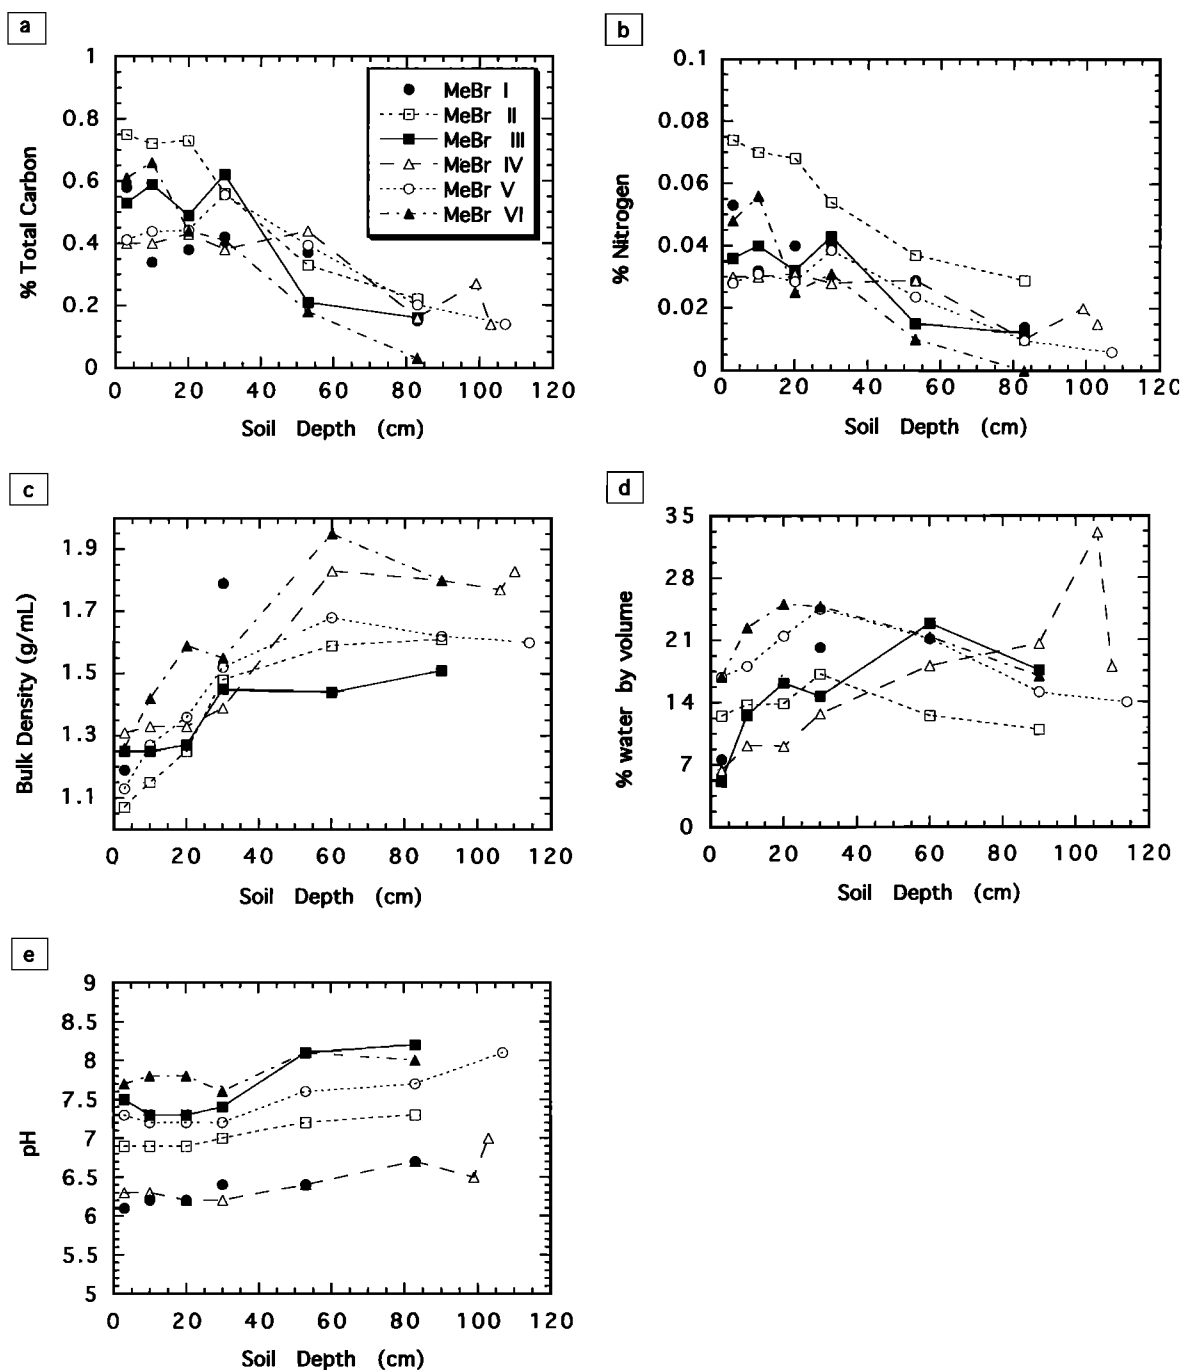 a
1
0.8
0.6
0.4
0.2
0
% Total Carbon
MeBr I
MeBr II
MeBr III
MeBr IV
MeBr V
MeBr VI
0 20 40 60 80 100 120
Soil Depth (cm)
b
0.1
0.08
0.06
0.04
0.02
0
% Nitrogen
0 20 40 60 80 100 120
Soil Depth (cm)
c
1.9
1.7
1.5
1.3
1.1
Bulk Density (g/mL)
0 20 40 60 80 100 120
Soil Depth (cm)
d
35
28
21
14
7
0
% water by volume
0 20 40 60 80 100 120
Soil Depth (cm)
e
9
8.5
8
7.5
7
6.5
6
5.5
5
pH
0 20 40 60 80 100 120
Soil Depth (cm)